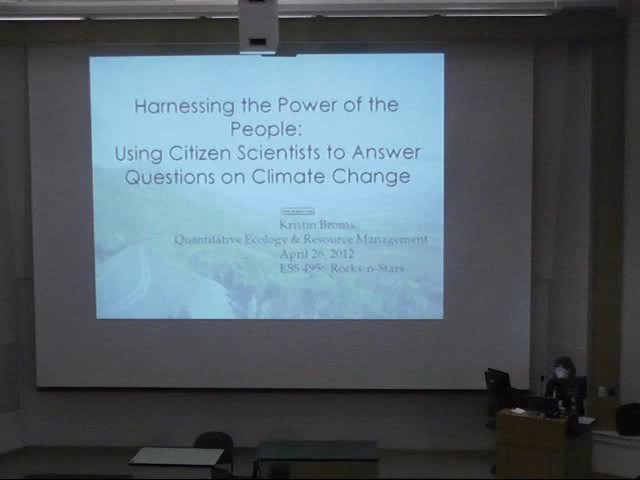 Harnessing the Power of the
People:
Using Citizen Scientists to Answer
Questions on Climate Change
Kristin Broms
Quantitative Ecology & Resource Management
April 26, 2012
ESS 495: Rocks-n-Stars